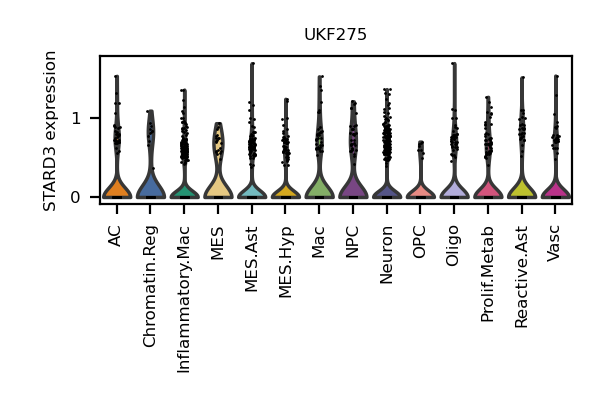 UKF275
STARD3 expression
1
0
AC
Chromatin.Reg
Inflammatory.Mac
MES
MES.Ast
MES.Hyp
Mac
NPC
Neuron
OPC
Oligo
Prolif.Metab
Reactive.Ast
Vasc